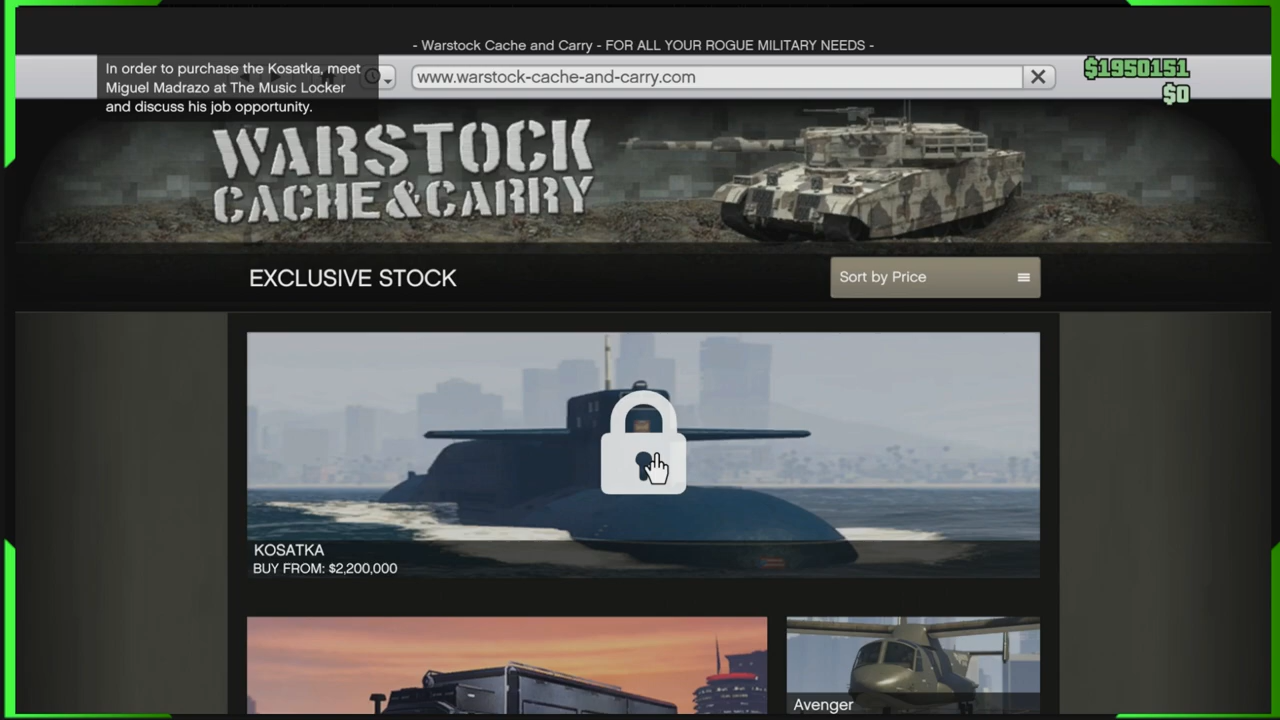 - Warstock Cache and Carry - FOR ALL YOUR ROGUE MILITARY NEEDS -
In order to purchase the Kosatka, meet
Miguel Madrazo at The Music Locker
and discuss his job opportunity.
www.warstock-cache-and-carry.com
$1950151
$0
WARSTOCK
CACHE&CARRY
EXCLUSIVE STOCK
Sort by Price
KOSATKA
BUY FROM: $2,200,000
Avenger